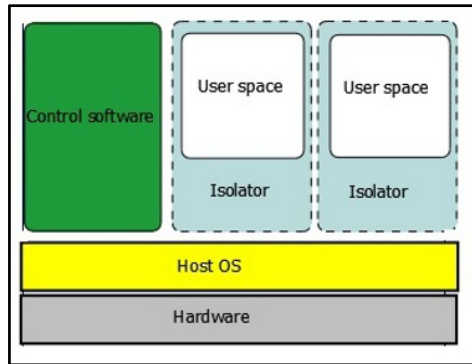 Control software
User space
User space
Isolator
Isolator
Host OS
Hardware